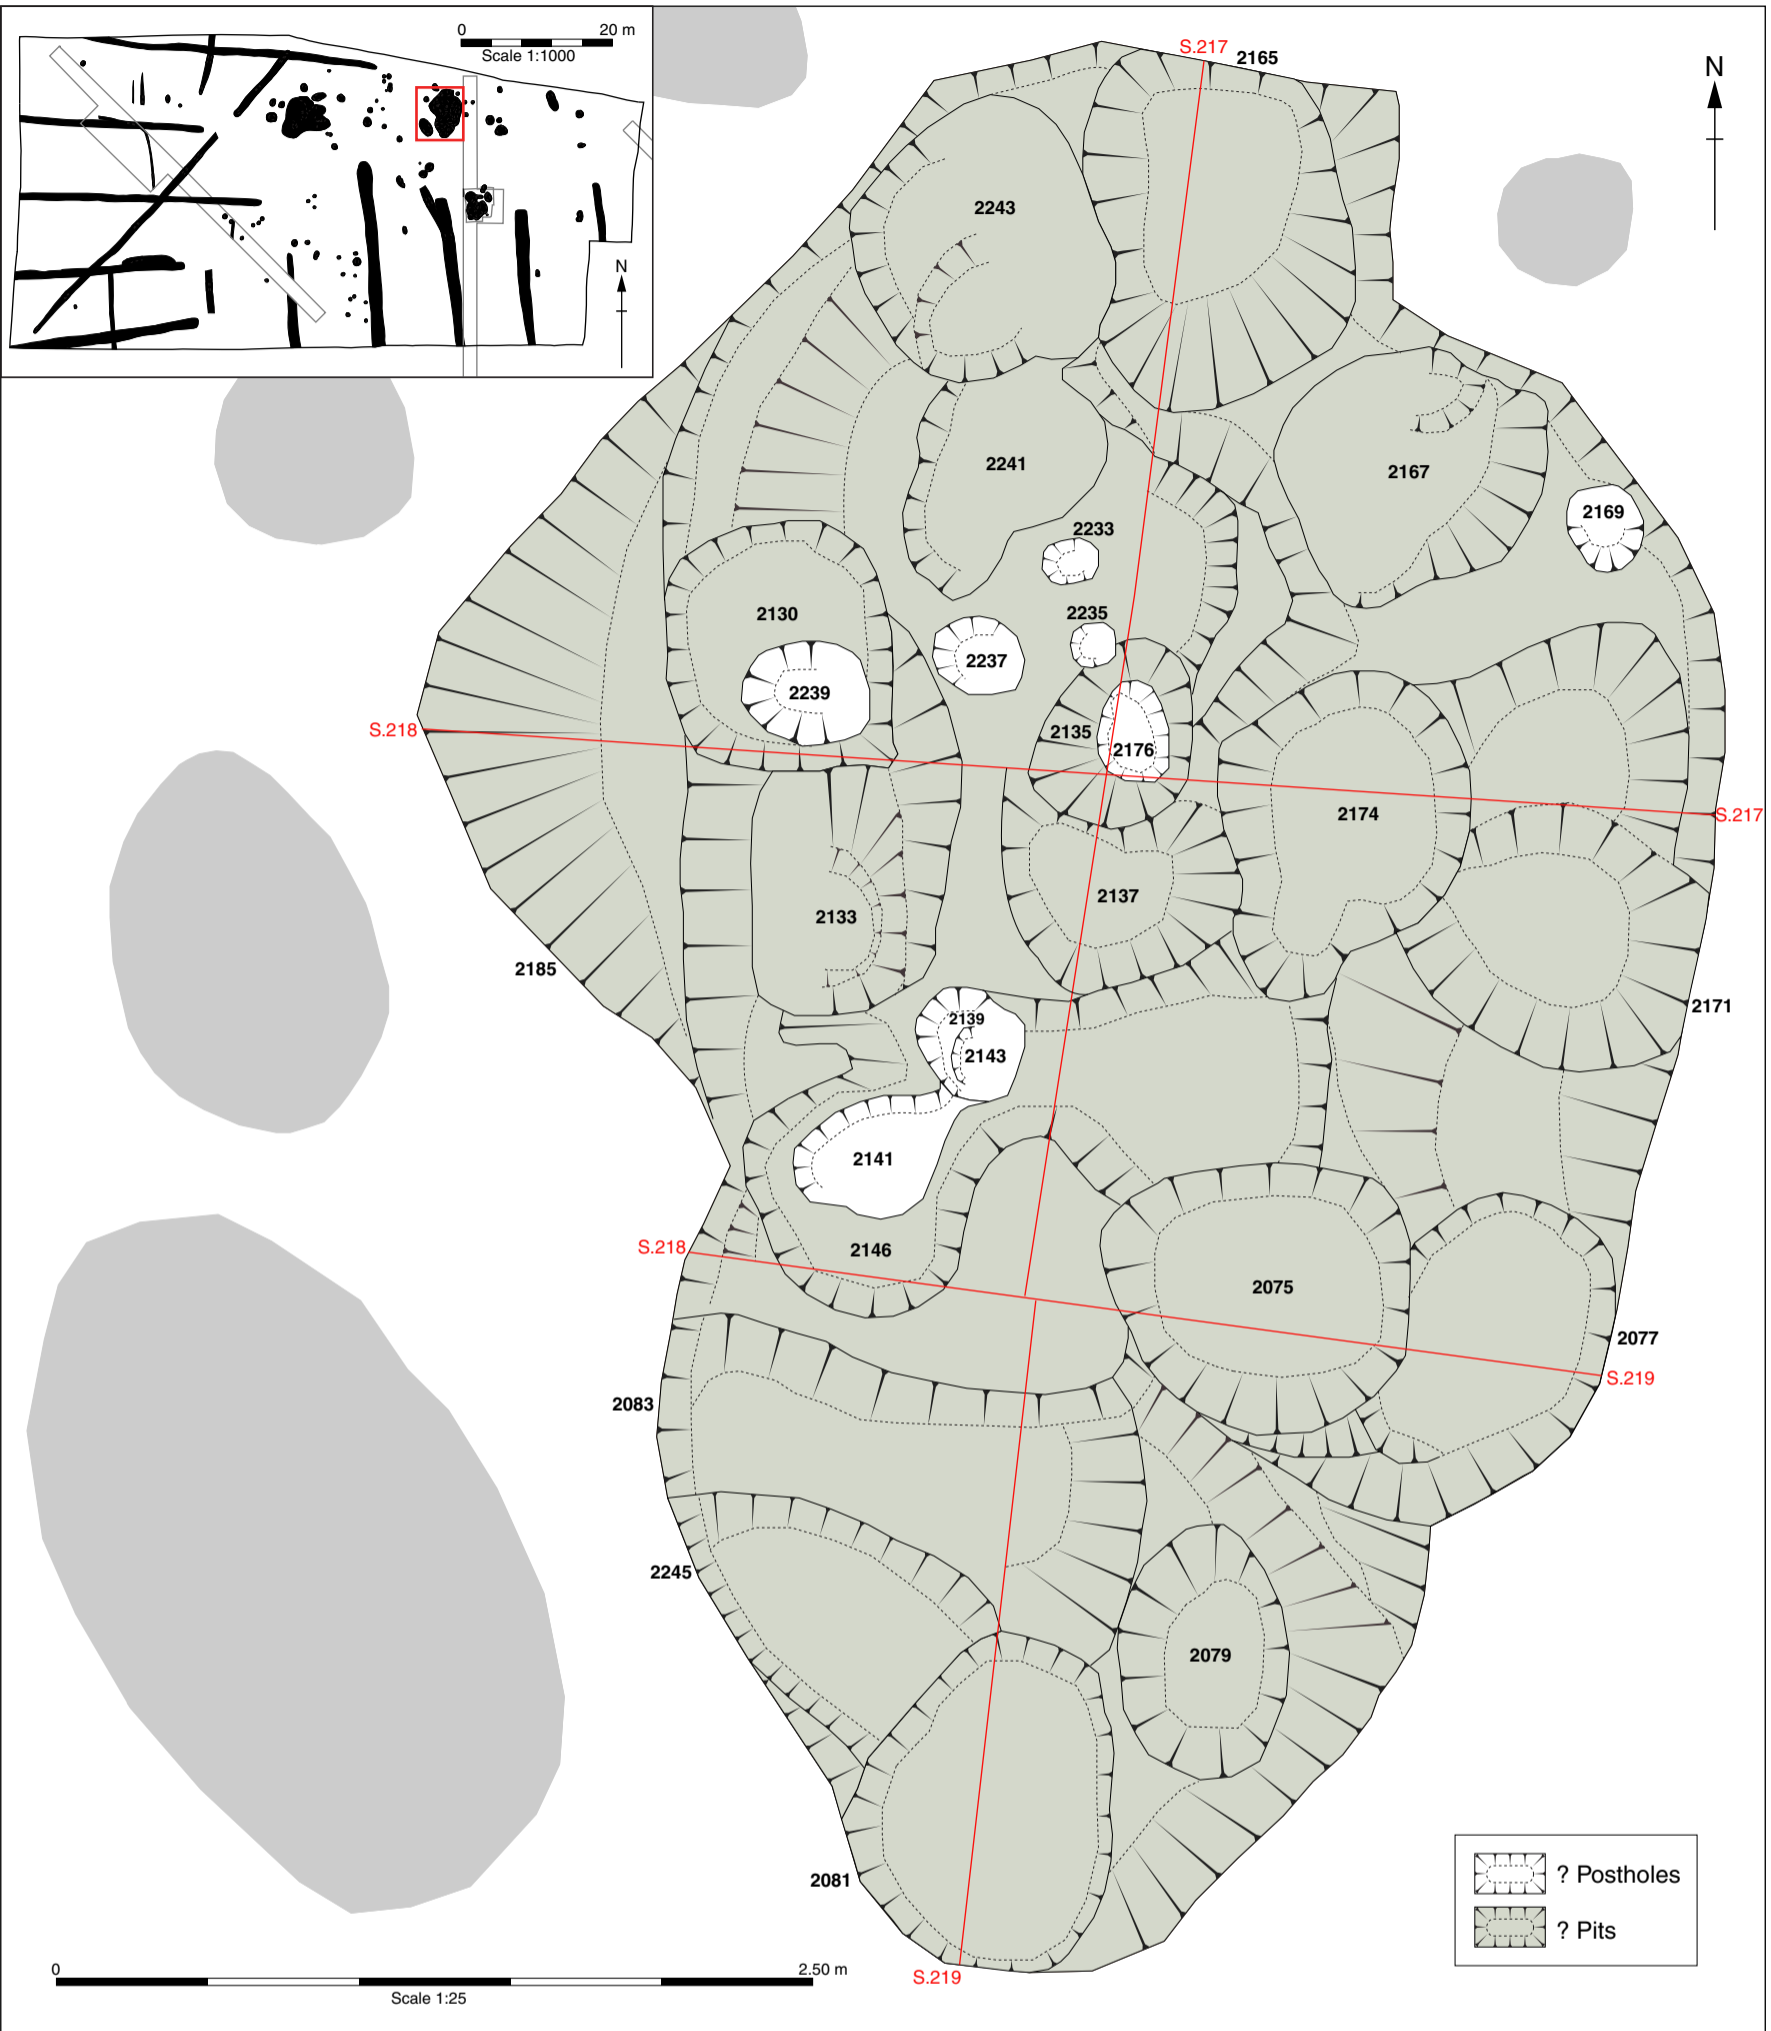 0 20 m
Scale 1:1000
N
S.217
2165
N
2243
2241
2167
2169
2233
2130
2235
2237
2239
2135
2176
S.218
2174
S.217
2137
2133
2185
2171
2139
2143
2141
2146
S.218
2075
2077
S.219
2083
2245
2079
2081
S.219
? Postholes
? Pits
0 2.50 m
Scale 1:25